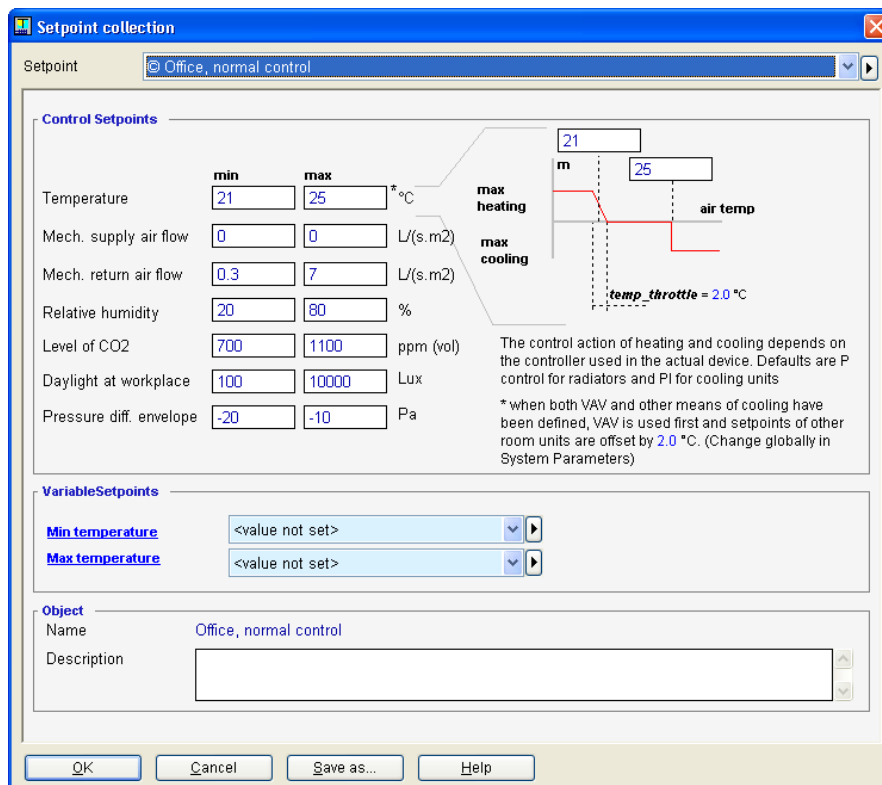 Setpoint collection
Setpoint
© Office, normal control
Control Setpoints
min max
Temperature 21 25 *°C
Mech. supply air flow 0 0 L/(s.m2)
Mech. return air flow 0.3 7 L/(s.m2)
Relative humidity 20 80 %
Level of CO2 700 1100 ppm (vol)
Daylight at workplace 100 10000 Lux
Pressure diff. envelope -20 -10 Pa
21
m
25
max
heating
air temp
max
cooling
temp_throttle = 2.0 °C
The control action of heating and cooling depends on
the controller used in the actual device. Defaults are P
control for radiators and PI for cooling units
* when both VAV and other means of cooling have
been defined, VAV is used first and setpoints of other
room units are offset by 2.0 °C. (Change globally in
System Parameters)
VariableSetpoints
Min temperature <value not set>
Max temperature <value not set>
Object
Name Office, normal control
Description
OK Cancel Save as... Help